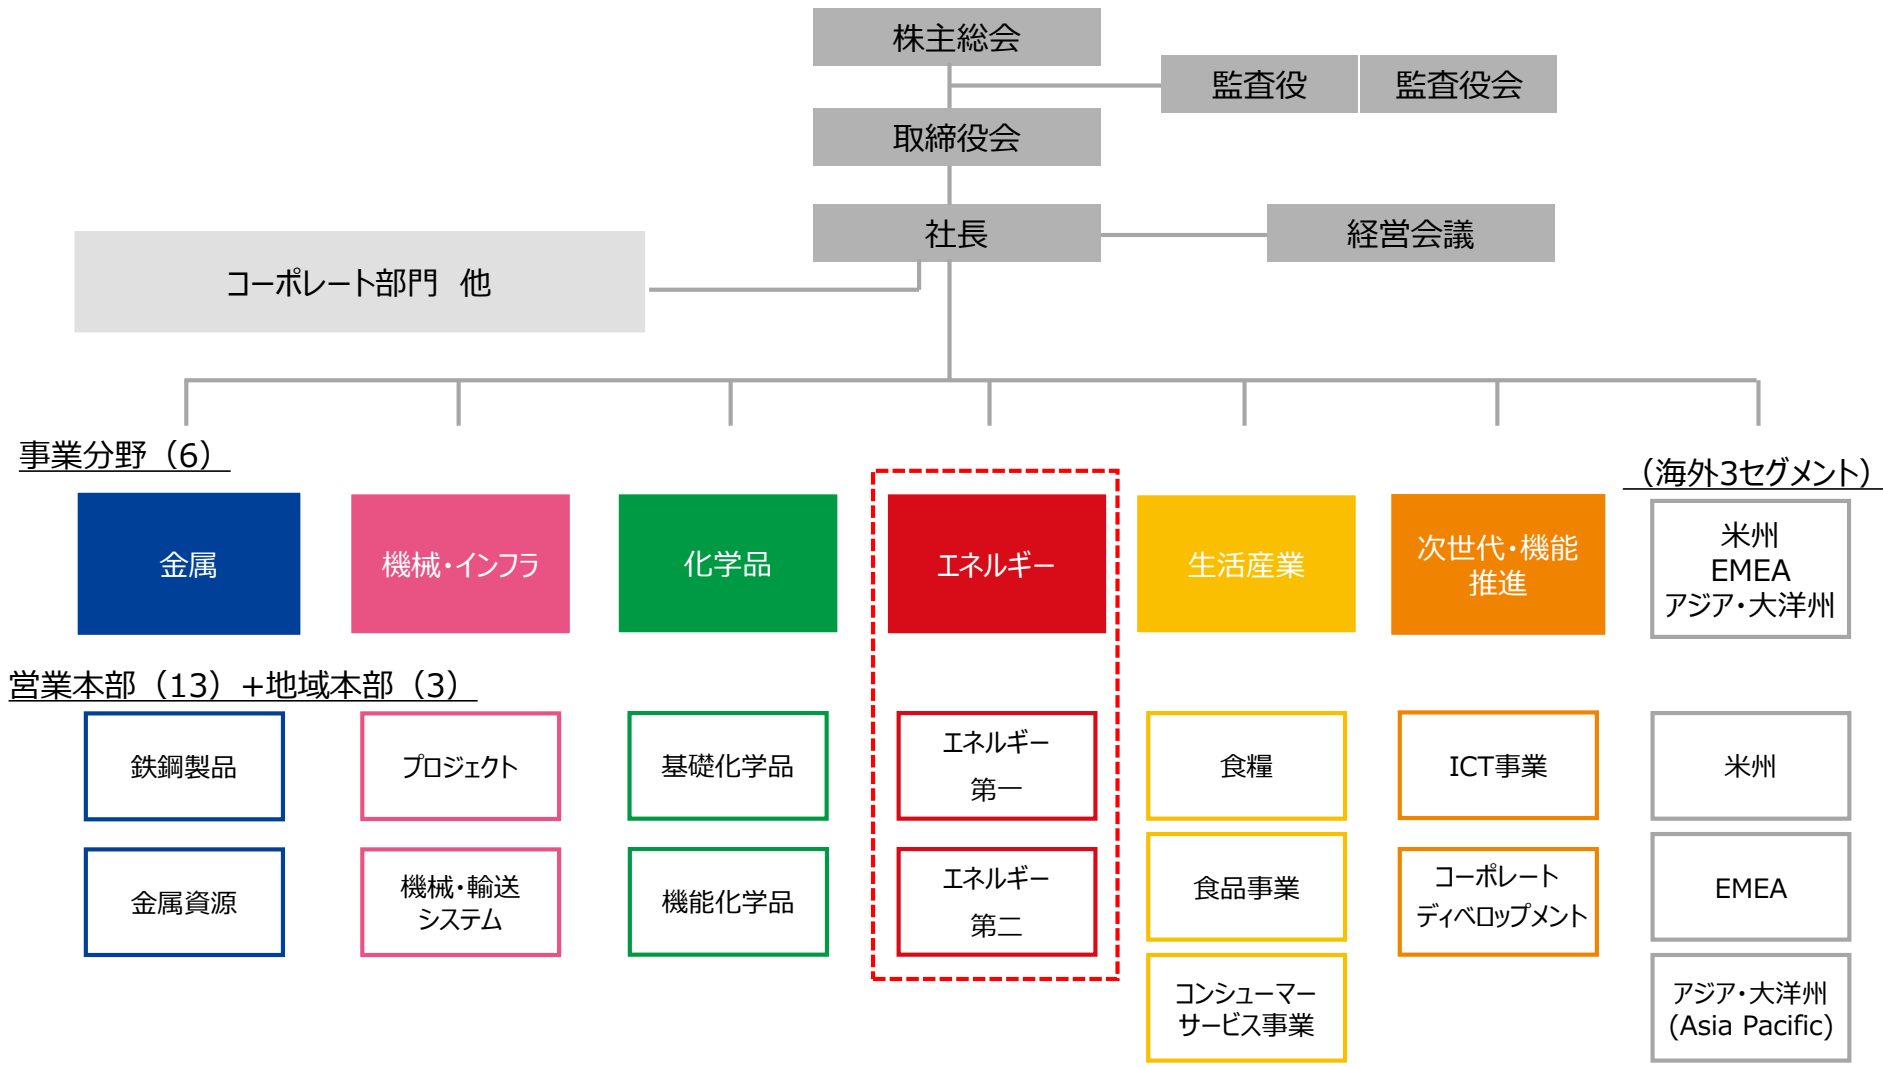 株主総会
監査役
監査役会
取締役会
社長
経営会議
コーポレート部門　他
事業分野（6）
（海外3セグメント）
金属
機械・インフラ
化学品
エネルギー
生活産業
次世代・機能
推進
米州
EMEA
アジア・大洋州
営業本部（13）+地域本部（3）
鉄鋼製品
プロジェクト
基礎化学品
エネルギー
第一
食糧
ICT事業
米州
金属資源
機械・輸送
システム
機能化学品
エネルギー
第二
食品事業
コーポレート
ディベロップメント
EMEA
コンシューマー
サービス事業
アジア・大洋州
(Asia Pacific)